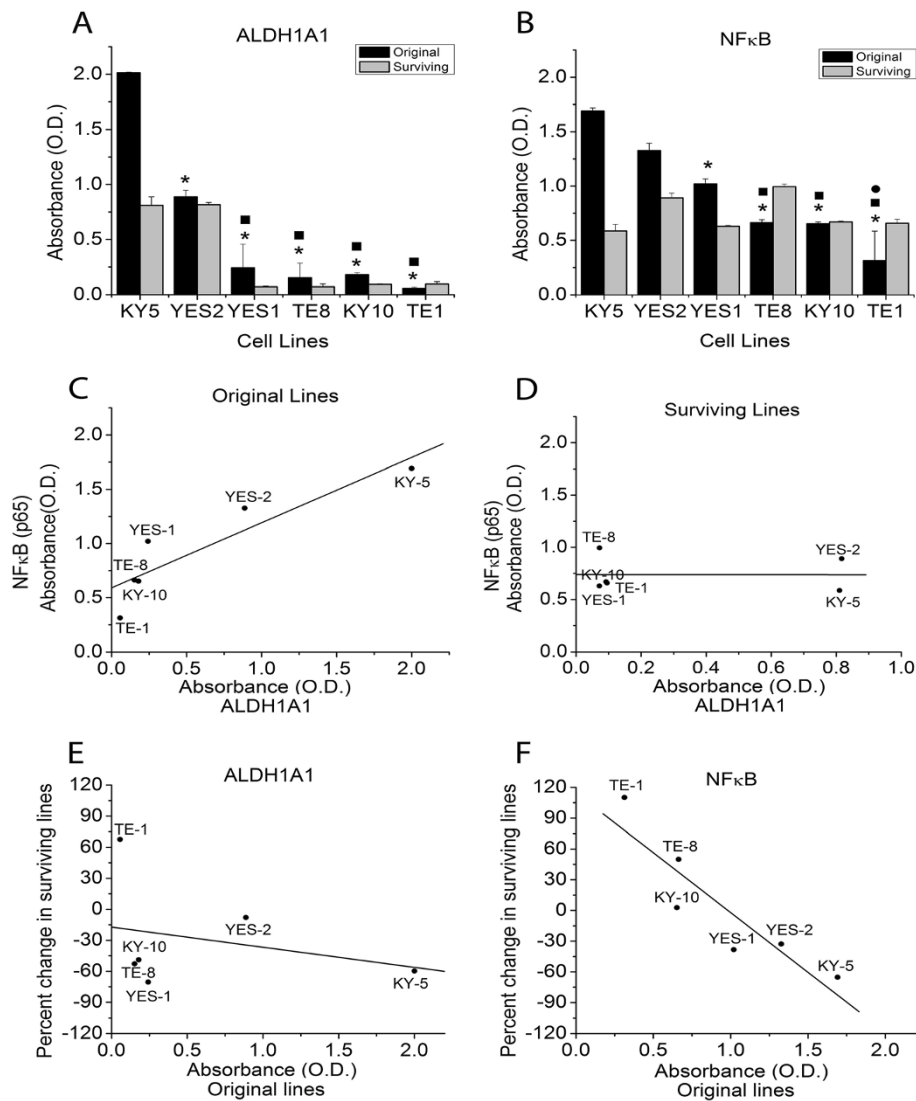 A
ALDH1A1
Original
Surviving
Absorbance (O.D.)
2.0
1.5
1.0
0.5
0.0
* ■ * ■ * ■ * ■ *
KY5 YES2 YES1 TE8 KY10 TE1
Cell Lines
B
NFκB
Original
Surviving
Absorbance (O.D.)
2.0
1.5
1.0
0.5
0.0
* ■ * ■ * ● ■ *
KY5 YES2 YES1 TE8 KY10 TE1
Cell Lines
C
Original Lines
NFκB (p65)
Absorbance(O.D.)
2.0
1.5
1.0
0.5
0.0
YES-1
YES-2
KY-5
TE-8
KY-10
TE-1
0.0 0.5 1.0 1.5 2.0
Absorbance (O.D.)
ALDH1A1
D
Surviving Lines
NFκB (p65)
Absorbance (O.D.)
2.0
1.5
1.0
0.5
0.0
TE-8
YES-2
KY-10
TE-1
YES-1
KY-5
0.0 0.2 0.4 0.6 0.8 1.0
Absorbance (O.D.)
ALDH1A1
E
ALDH1A1
Percent change in surviving lines
120
90
60
30
0
-30
-60
-90
-120
TE-1
YES-2
KY-10
TE-8
YES-1
KY-5
0.0 0.5 1.0 1.5 2.0
Absorbance (O.D.)
Original lines
F
NFκB
Percent change in surviving lines
120
90
60
30
0
-30
-60
-90
-120
TE-1
TE-8
KY-10
YES-1
YES-2
KY-5
0.0 0.5 1.0 1.5 2.0
Absorbance (O.D.)
Original lines